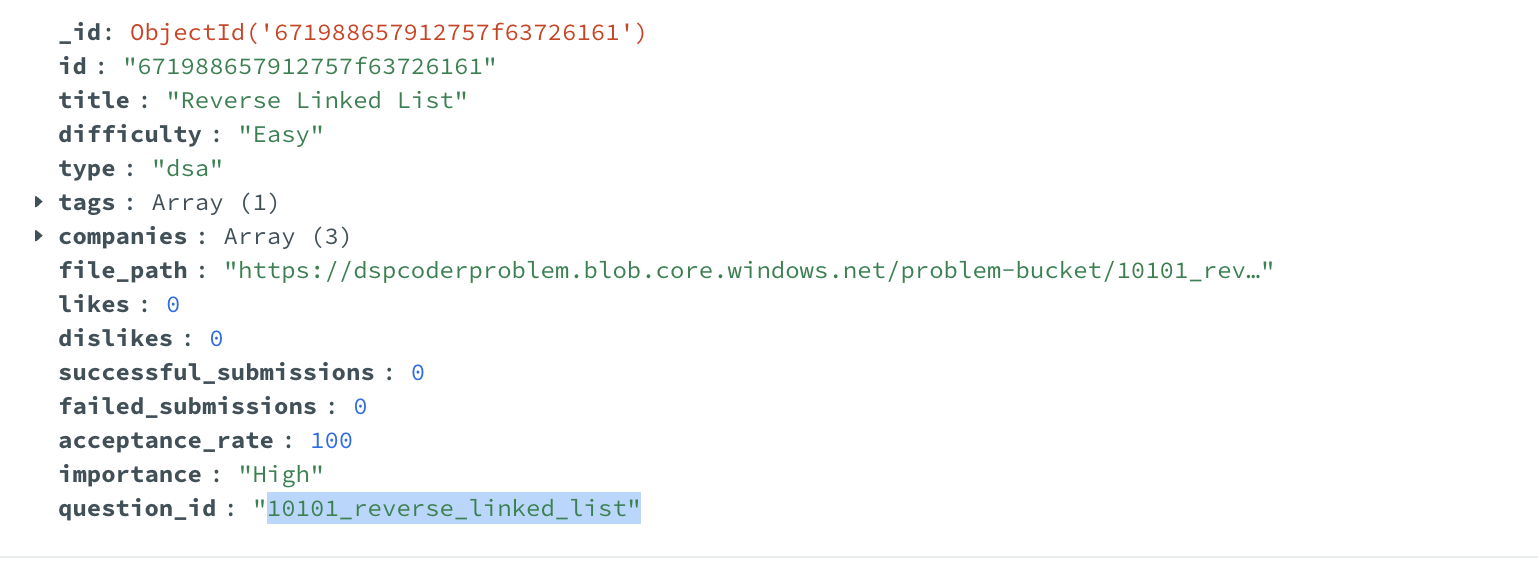 _id: ObjectId('671988657912757f63726161')
id : "671988657912757f63726161"
title : "Reverse Linked List"
difficulty : "Easy"
type : "dsa"
tags : Array (1)
companies : Array (3)
file_path : "https://dspcoderproblem.blob.core.windows.net/problem-bucket/10101_rev…"
likes : 0
dislikes : 0
successful_submissions : 0
failed_submissions : 0
acceptance_rate : 100
importance : "High"
question_id : "10101_reverse_linked_list"